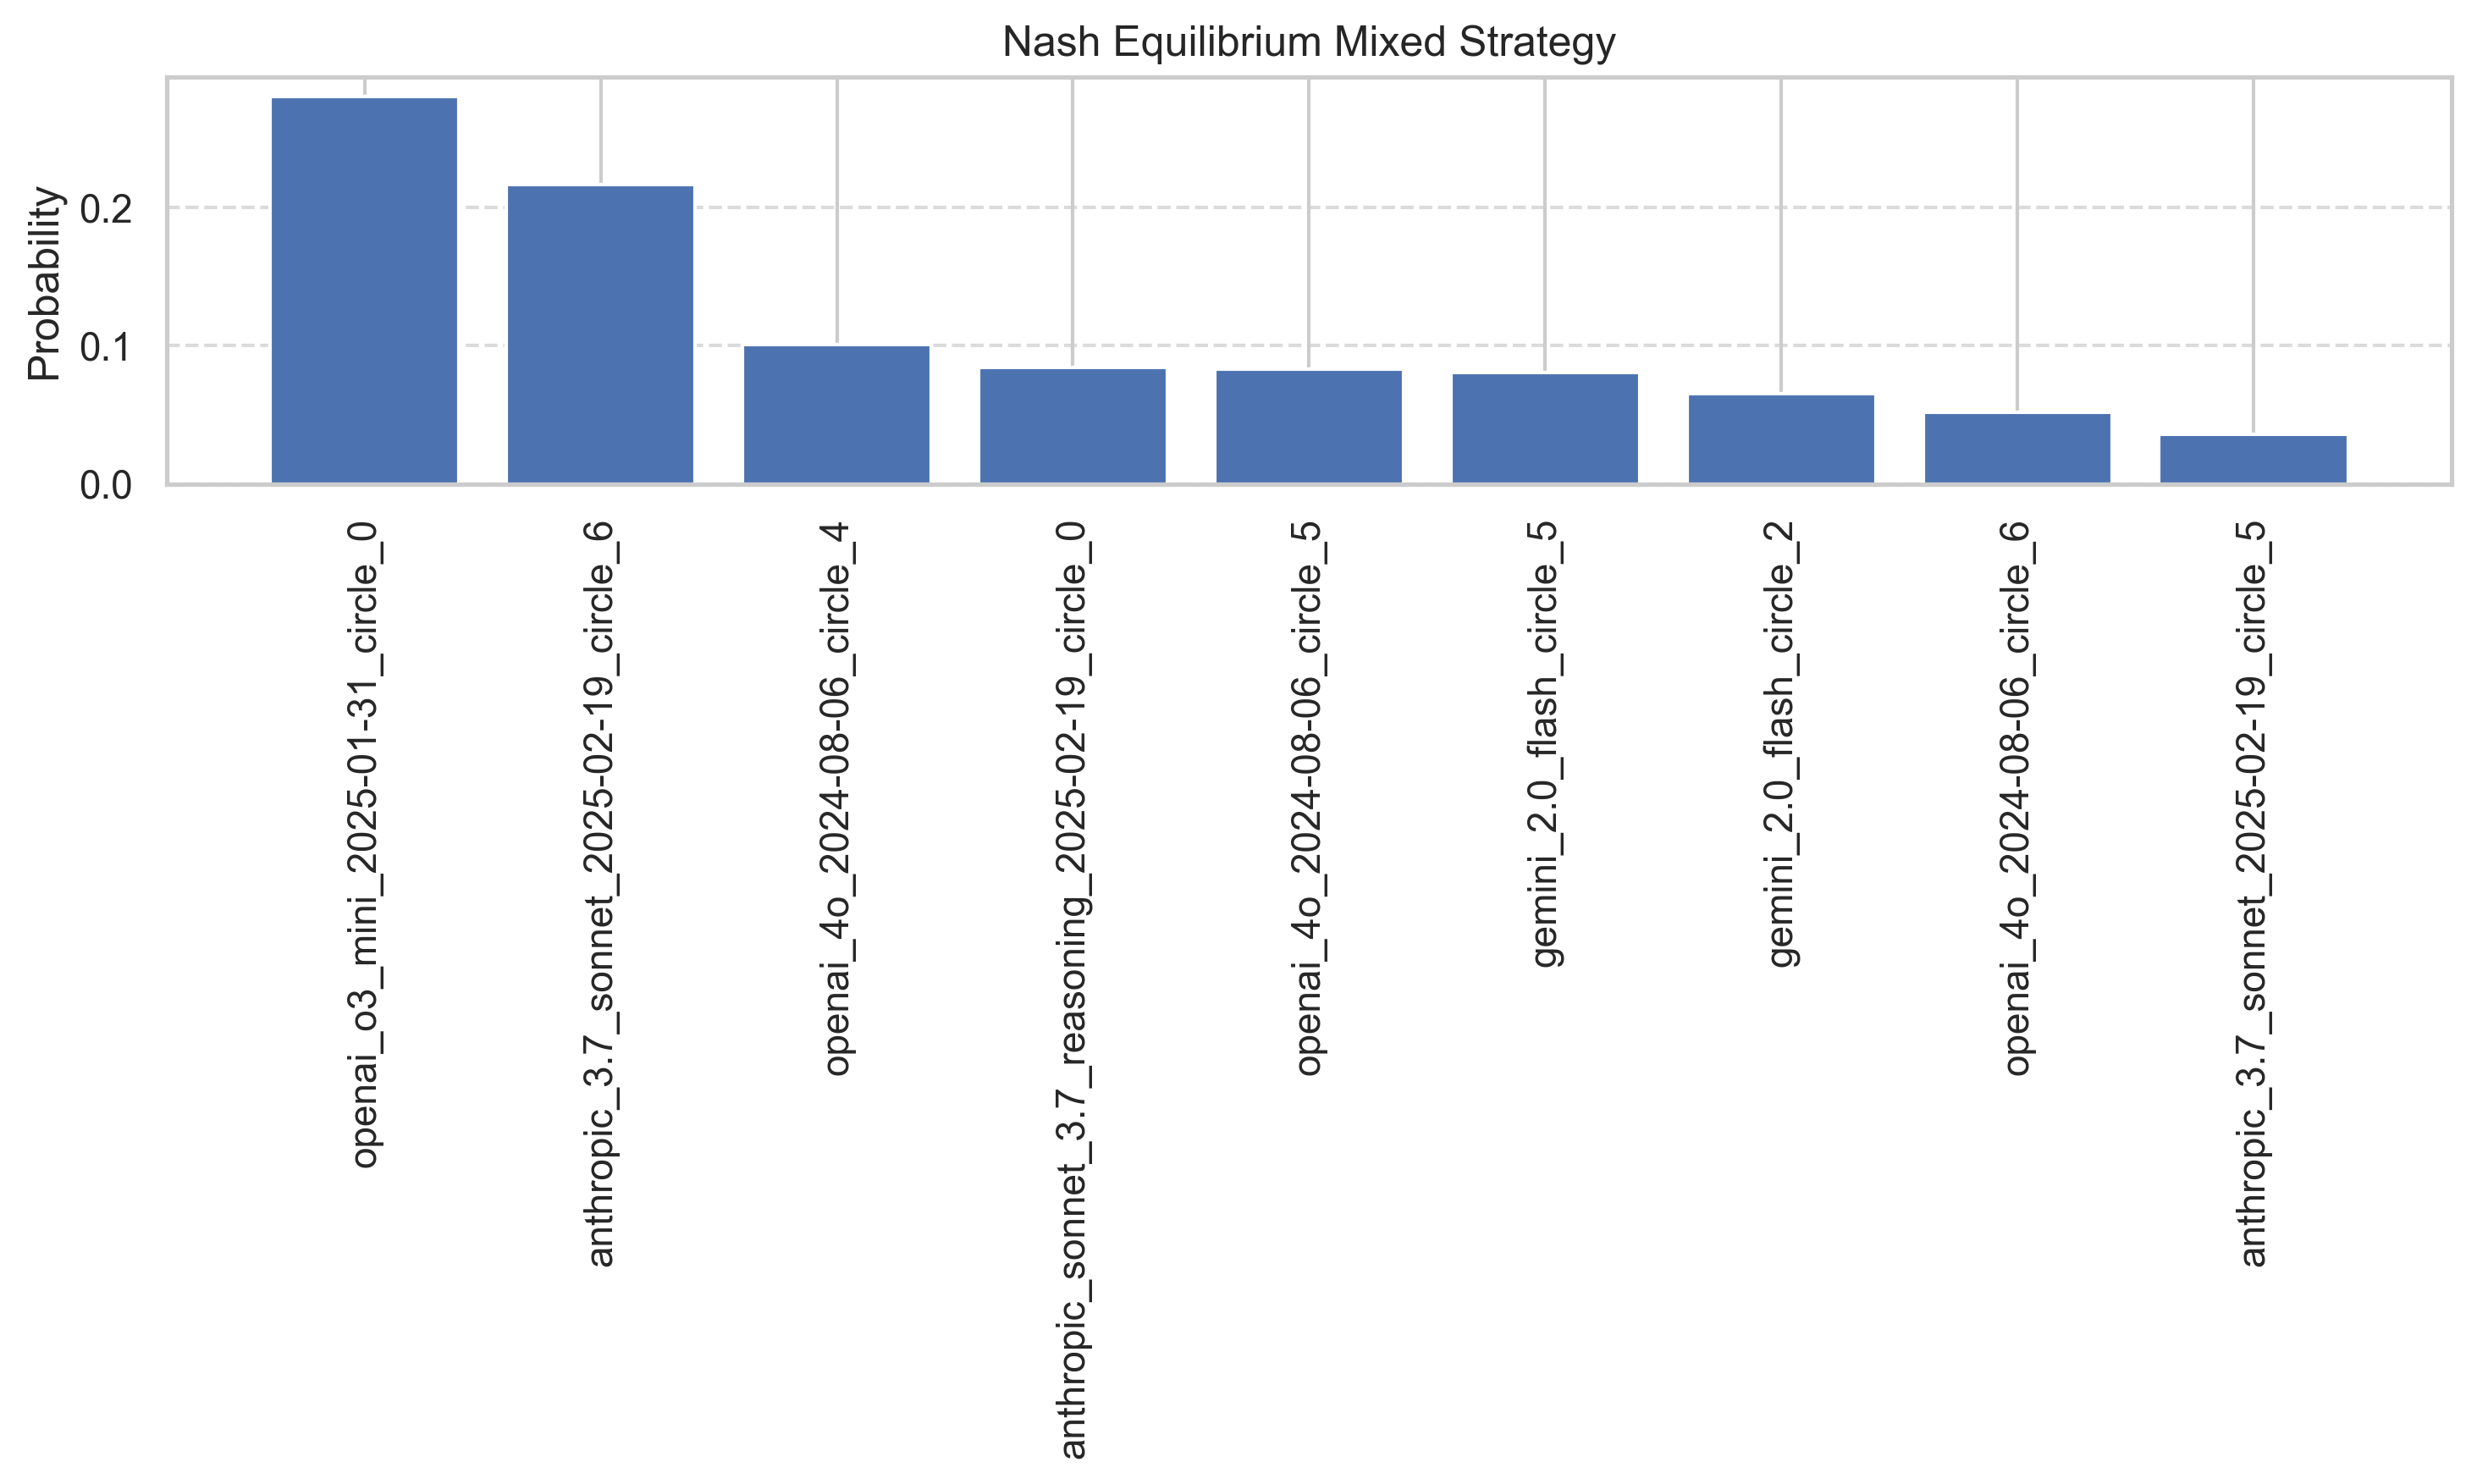 Nash Equilibrium Mixed Strategy
Probability
0.2
0.1
0.0
openai_o3_mini_2025-01-31_circle_0
anthropic_3.7_sonnet_2025-02-19_circle_6
openai_4o_2024-08-06_circle_4
anthropic_sonnet_3.7_reasoning_2025-02-19_circle_0
openai_4o_2024-08-06_circle_5
gemini_2.0_flash_circle_5
gemini_2.0_flash_circle_2
openai_4o_2024-08-06_circle_6
anthropic_3.7_sonnet_2025-02-19_circle_5